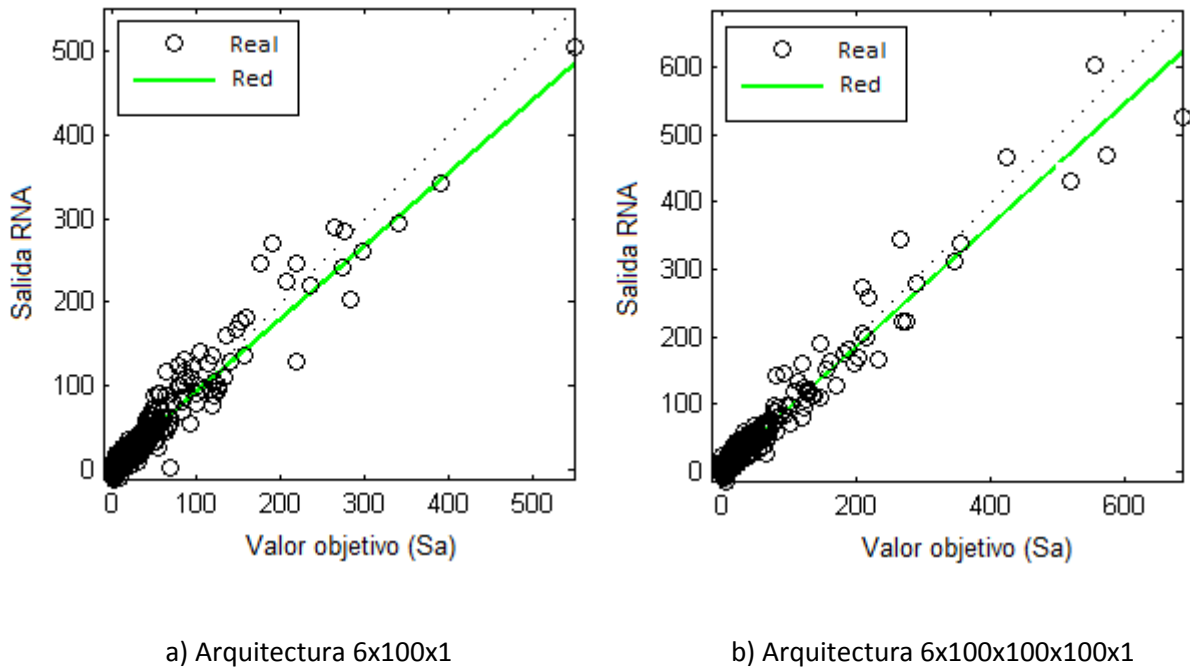 Real
Red
500
400
300
200
100
0
0 100 200 300 400 500
Salida RNA
Valor objetivo (Sa)
a) Arquitectura 6x100x1
Real
Red
600
500
400
300
200
100
0
0 200 400 600
Salida RNA
Valor objetivo (Sa)
b) Arquitectura 6x100x100x100x1